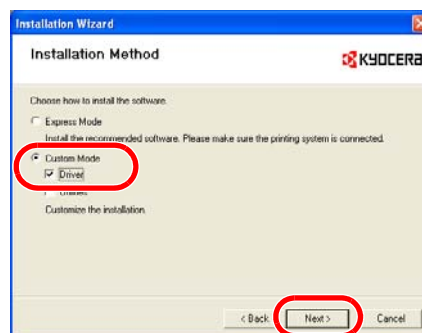 Installation Wizard
Installation Method
KYOCERA
Choose how to install the software.
Express Mode
Install the recommended software. Please make sure the printing system is connected.
Custom Mode
Driver
Customize the installation.
< Back
Next >
Cancel